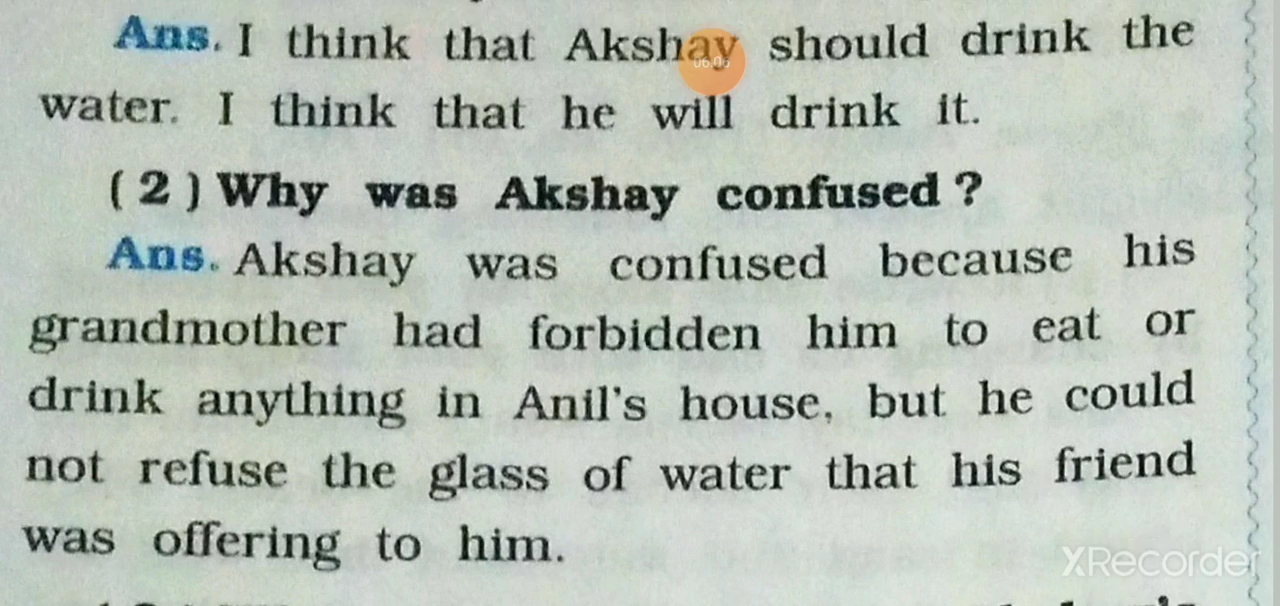 Ans. I think that Akshay should drink the
06:06
water. I think that he will drink it.
( 2 ) Why was Akshay confused ?
Ans. Akshay was confused because his
grandmother had forbidden him to eat or
drink anything in Anil's house, but he could
not refuse the glass of water that his friend
was offering to him.
XRecorder